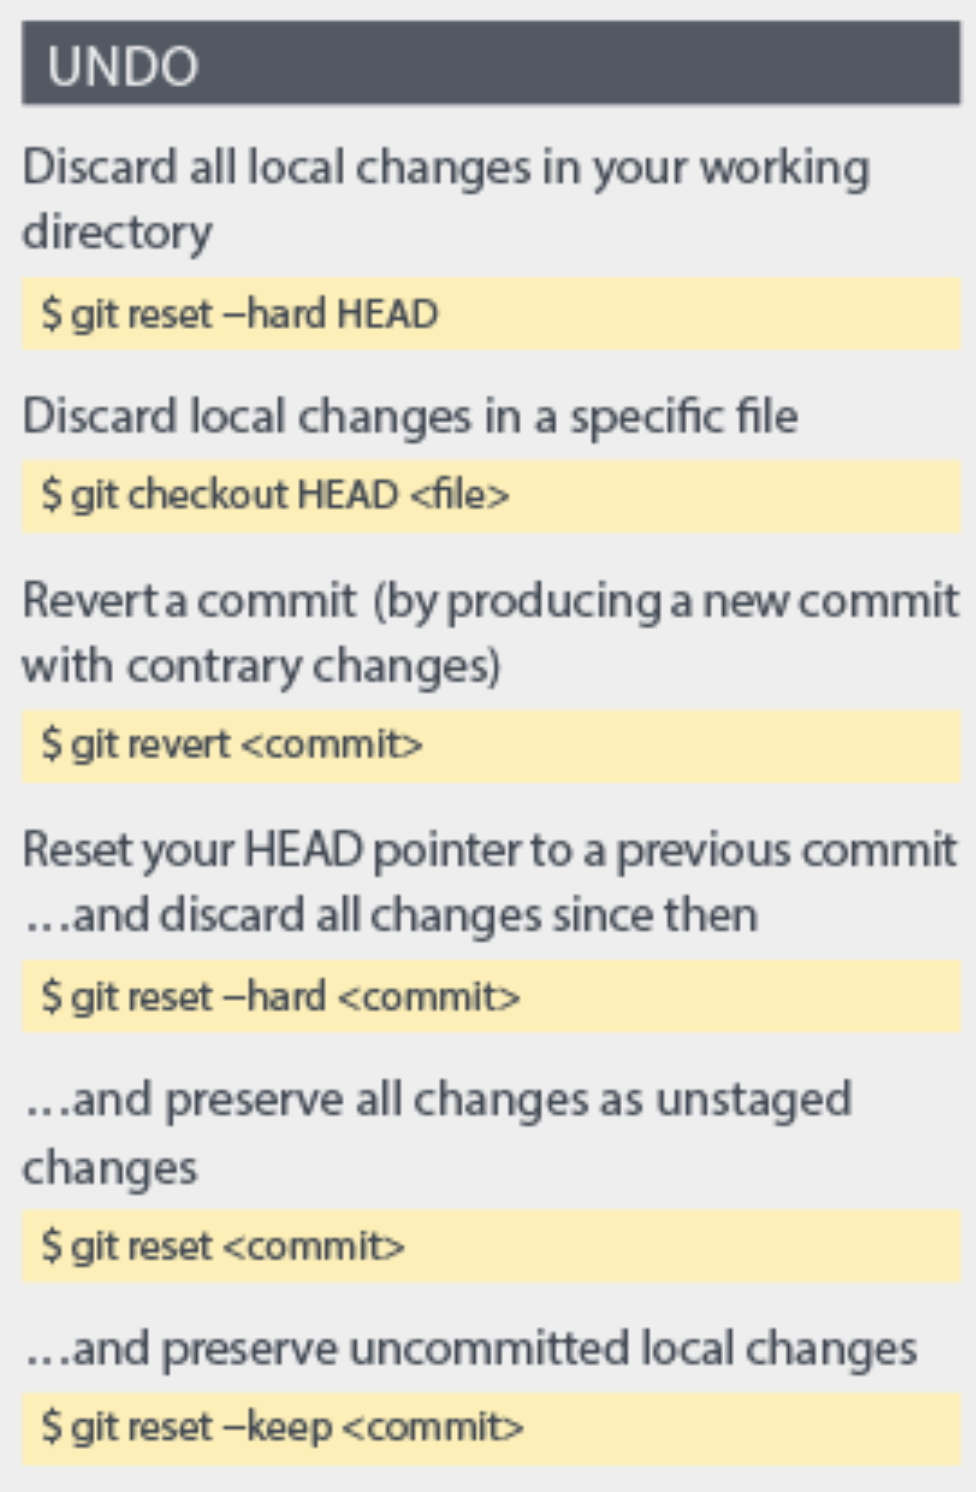 UNDO
Discard all local changes in your working
directory
$ git reset –hard HEAD
Discard local changes in a specific file
$ git checkout HEAD <file>
Revert a commit (by producing a new commit
with contrary changes)
$ git revert <commit>
Reset your HEAD pointer to a previous commit
...and discard all changes since then
$ git reset –hard <commit>
...and preserve all changes as unstaged
changes
$ git reset <commit>
...and preserve uncommitted local changes
$ git reset –keep <commit>